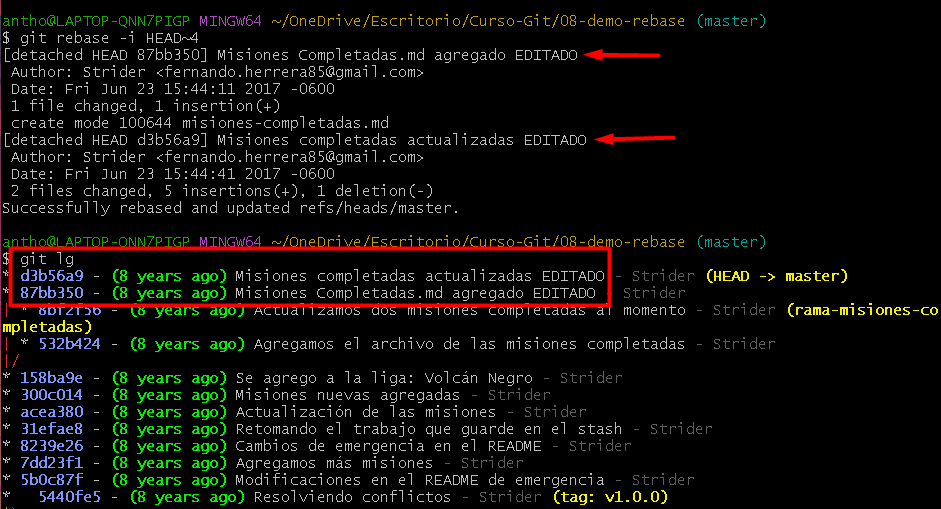 antho@LAPTOP-QNN7PIGP MINGW64 ~/OneDrive/Escritorio/Curso-Git/08-demo-rebase (master)
$ git rebase -i HEAD~4
[detached HEAD 87bb350] Misiones Completadas.md agregado EDITADO
 Author: Strider <fernando.herrera85@gmail.com>
 Date: Fri Jun 23 15:44:11 2017 -0600
 1 file changed, 1 insertion(+)
 create mode 100644 misiones-completadas.md
[detached HEAD d3b56a9] Misiones completadas actualizadas EDITADO
 Author: Strider <fernando.herrera85@gmail.com>
 Date: Fri Jun 23 15:44:41 2017 -0600
 2 files changed, 5 insertions(+), 1 deletion(-)
Successfully rebased and updated refs/heads/master.
antho@LAPTOP-QNN7PIGP MINGW64 ~/OneDrive/Escritorio/Curso-Git/08-demo-rebase (master)
$ git lg
* d3b56a9 - (8 years ago) Misiones completadas actualizadas EDITADO - Strider (HEAD -> master)
* 87bb350 - (8 years ago) Misiones Completadas.md agregado EDITADO - Strider
| * 8bf2f56 - (8 years ago) Actualizamos dos misiones completadas al momento - Strider (rama-misiones-co
mpletadas)
| * 532b424 - (8 years ago) Agregamos el archivo de las misiones completadas - Strider
|/
* 158ba9e - (8 years ago) Se agrego a la liga: Volcán Negro - Strider
* 300c014 - (8 years ago) Misiones nuevas agregadas - Strider
* acea380 - (8 years ago) Actualización de las misiones - Strider
* 31efae8 - (8 years ago) Retomando el trabajo que guarde en el stash - Strider
* 8239e26 - (8 years ago) Cambios de emergencia en el README - Strider
* 7dd23f1 - (8 years ago) Agregamos más misiones - Strider
* 5b0c87f - (8 years ago) Modificaciones en el README de emergencia - Strider
*   5440fe5 - (8 years ago) Resolviendo conflictos - Strider (tag: v1.0.0)